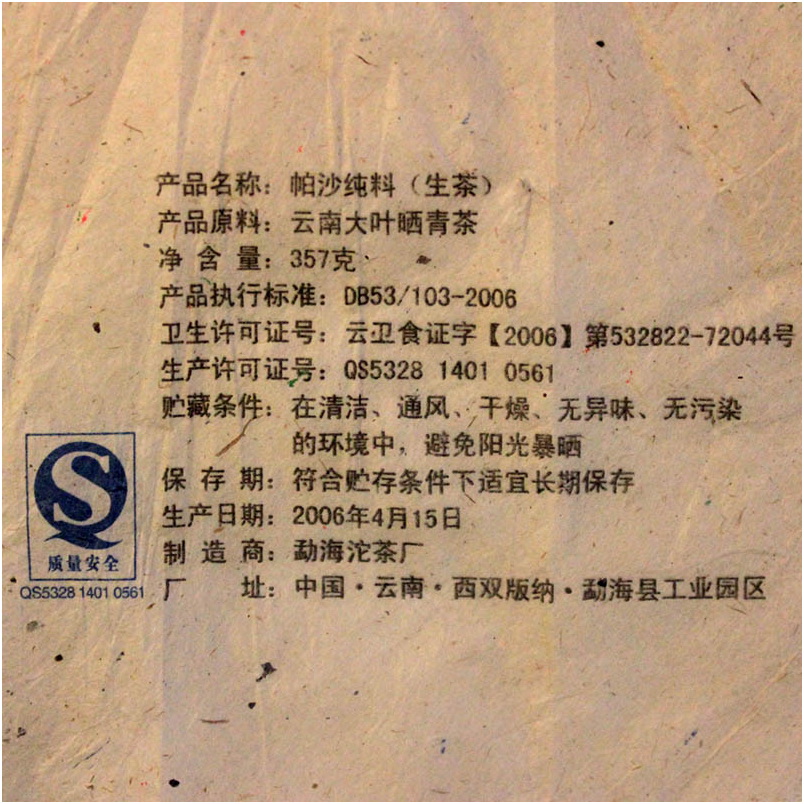 产品名称：帕沙纯料（生茶）
产品原料：云南大叶晒青茶
净 含 量：357克
产品执行标准：DB53/103-2006
卫生许可证号：云卫食证字【2006】第532822-72044号
生产许可证号：QS5328 1401 0561
贮藏条件：在清洁、通风、干燥、无异味、无污染
的环境中，避免阳光暴晒
保 存 期：符合贮存条件下适宜长期保存
生产日期：2006年4月15日
制 造 商：勐海沱茶厂
厂 址：中国·云南·西双版纳·勐海县工业园区
质量安全
QS5328 1401 0561